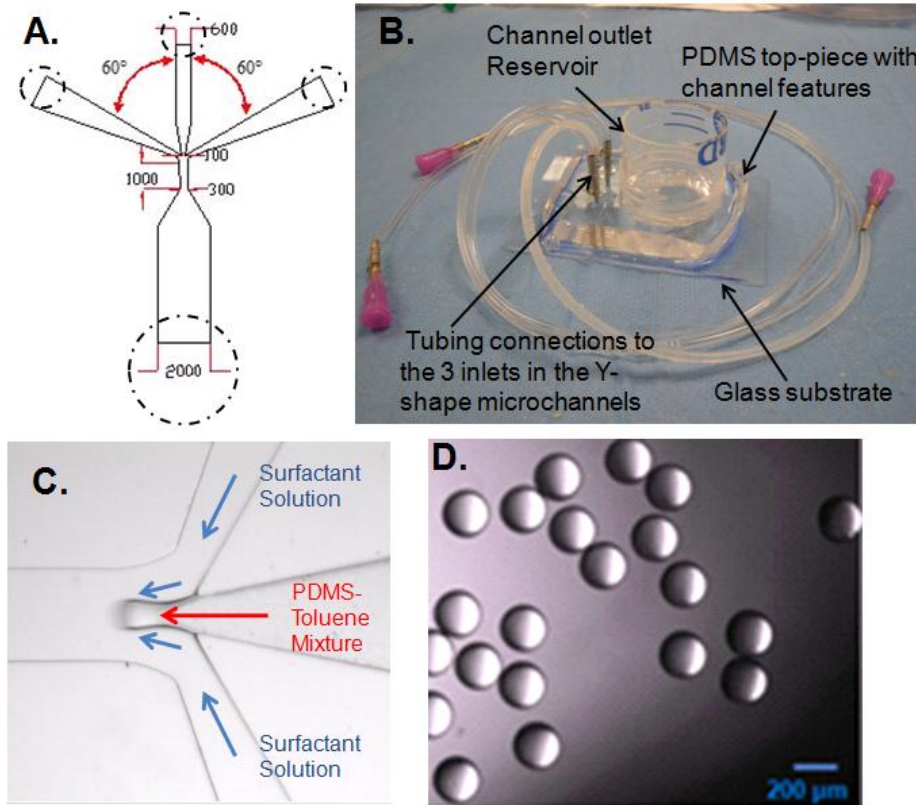 A.
600
60°
60°
100
1000
300
2000
B.
Channel outlet
Reservoir
PDMS top-piece with
channel features
Tubing connections to
the 3 inlets in the Y-
shape microchannels
Glass substrate
C.
Surfactant
Solution
PDMS-
Toluene
Mixture
Surfactant
Solution
D.
200 µm